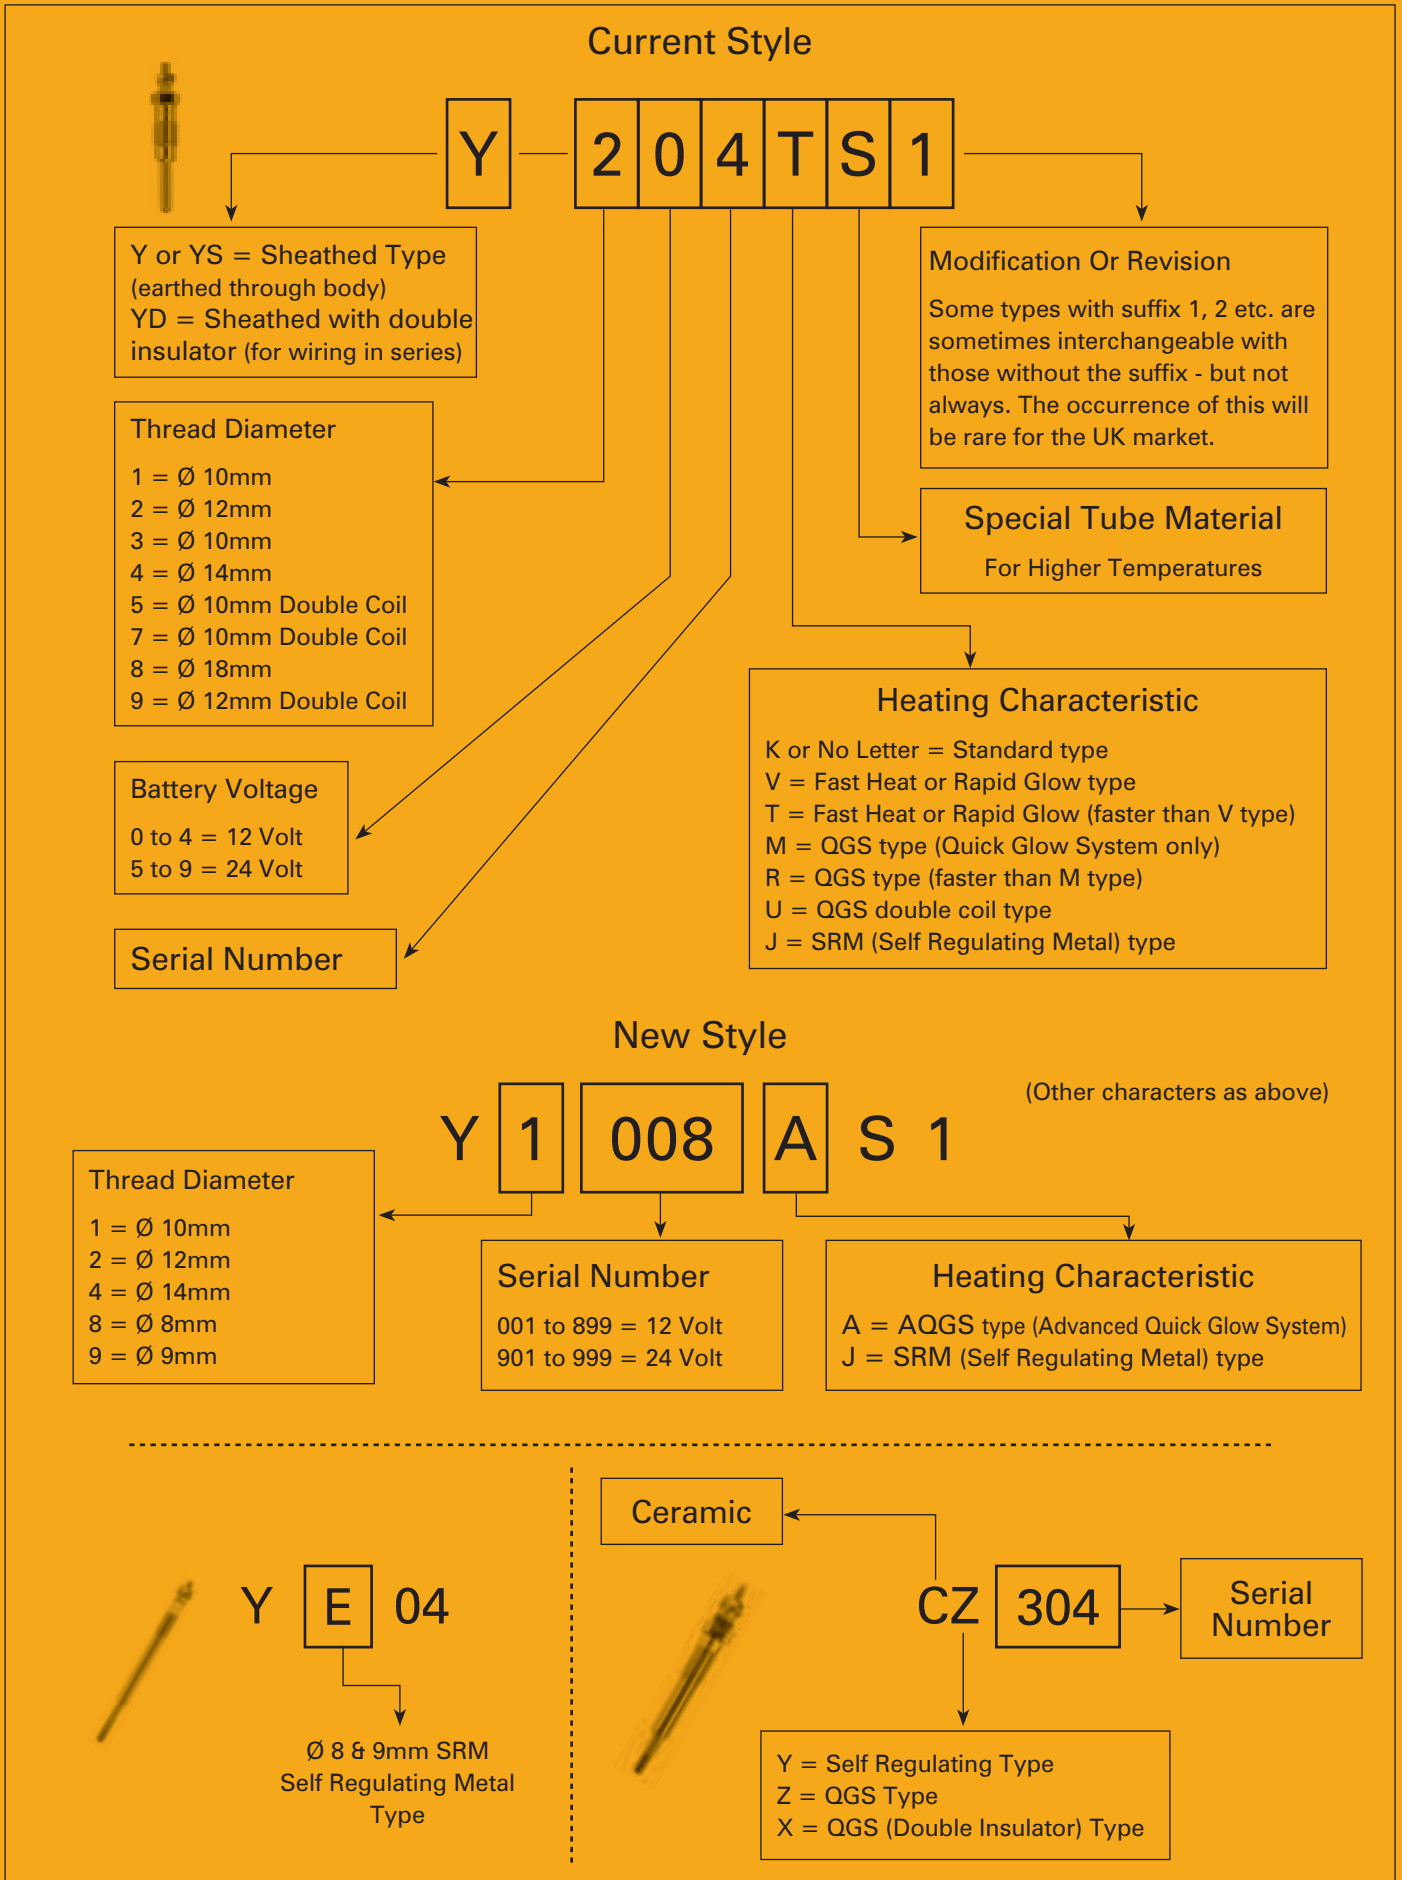 Current Style
Y 2 0 4 T S 1
Y or YS = Sheathed Type
(earthed through body)
YD = Sheathed with double
insulator (for wiring in series)
Thread Diameter
1 = Ø 10mm
2 = Ø 12mm
3 = Ø 10mm
4 = Ø 14mm
5 = Ø 10mm Double Coil
7 = Ø 10mm Double Coil
8 = Ø 18mm
9 = Ø 12mm Double Coil
Battery Voltage
0 to 4 = 12 Volt
5 to 9 = 24 Volt
Serial Number
Modification Or Revision
Some types with suffix 1, 2 etc. are
sometimes interchangeable with
those without the suffix - but not
always. The occurrence of this will
be rare for the UK market.
Special Tube Material
For Higher Temperatures
Heating Characteristic
K or No Letter = Standard type
V = Fast Heat or Rapid Glow type
T = Fast Heat or Rapid Glow (faster than V type)
M = QGS type (Quick Glow System only)
R = QGS type (faster than M type)
U = QGS double coil type
J = SRM (Self Regulating Metal) type
New Style
(Other characters as above)
Y 1 008 A S 1
Thread Diameter
1 = Ø 10mm
2 = Ø 12mm
4 = Ø 14mm
8 = Ø 8mm
9 = Ø 9mm
Serial Number
001 to 899 = 12 Volt
901 to 999 = 24 Volt
Heating Characteristic
A = AQGS type (Advanced Quick Glow System)
J = SRM (Self Regulating Metal) type
Y E 04
Ø 8 & 9mm SRM
Self Regulating Metal
Type
Ceramic
CZ 304
Serial
Number
Y = Self Regulating Type
Z = QGS Type
X = QGS (Double Insulator) Type